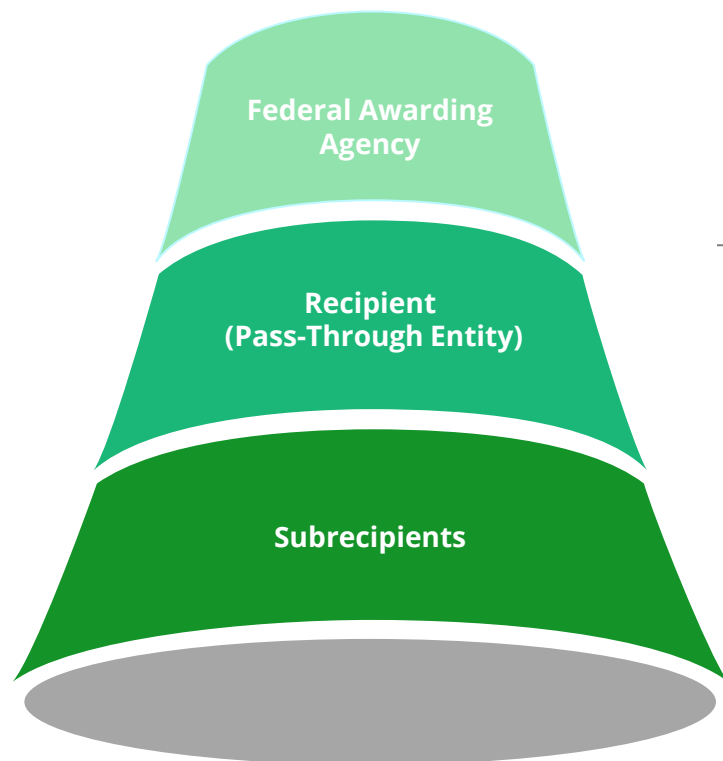 Federal Awarding
Agency
Recipient
(Pass-Through Entity)
Subrecipients